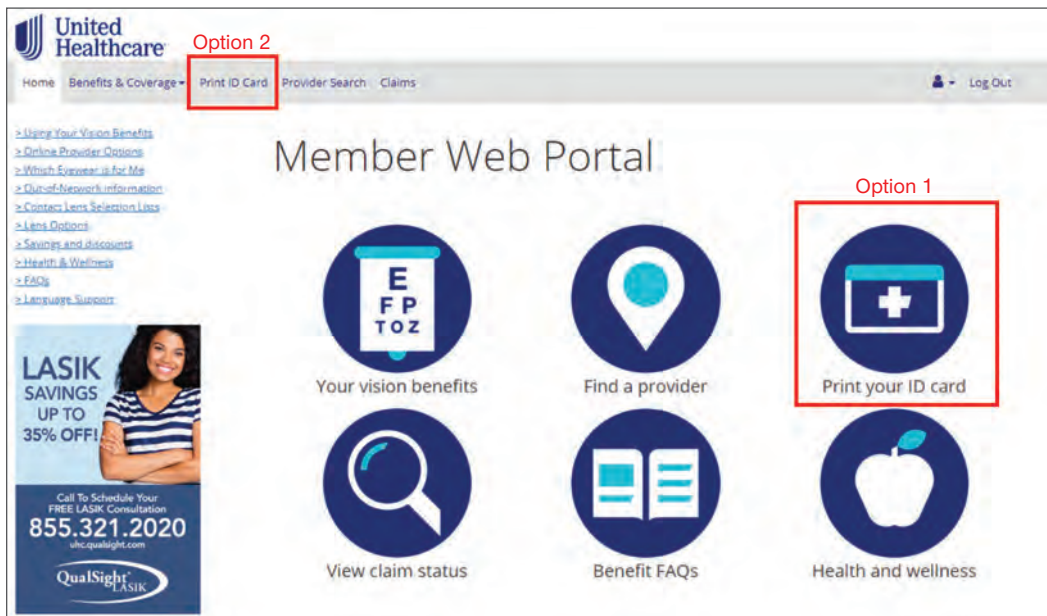 United
Healthcare
Option 2
Home Benefits & Coverage Print ID Card Provider Search Claims Log Out
> Using Your Vision Benefits
> Online Provider Options
> Which Eyewear is for Me
> Out-of-Network information
> Contact Lens Selection Lists
> Lens Options
> Savings and discounts
> Health & Wellness
> FAQs
> Language Support
Member Web Portal
Option 1
E
F P
T O Z
Your vision benefits
Find a provider
Print your ID card
View claim status
Benefit FAQs
Health and wellness
LASIK
SAVINGS
UP TO
35% OFF!
Call To Schedule Your
FREE LASIK Consultation
855.321.2020
uhc.qualsight.com
QualSight
LASIK